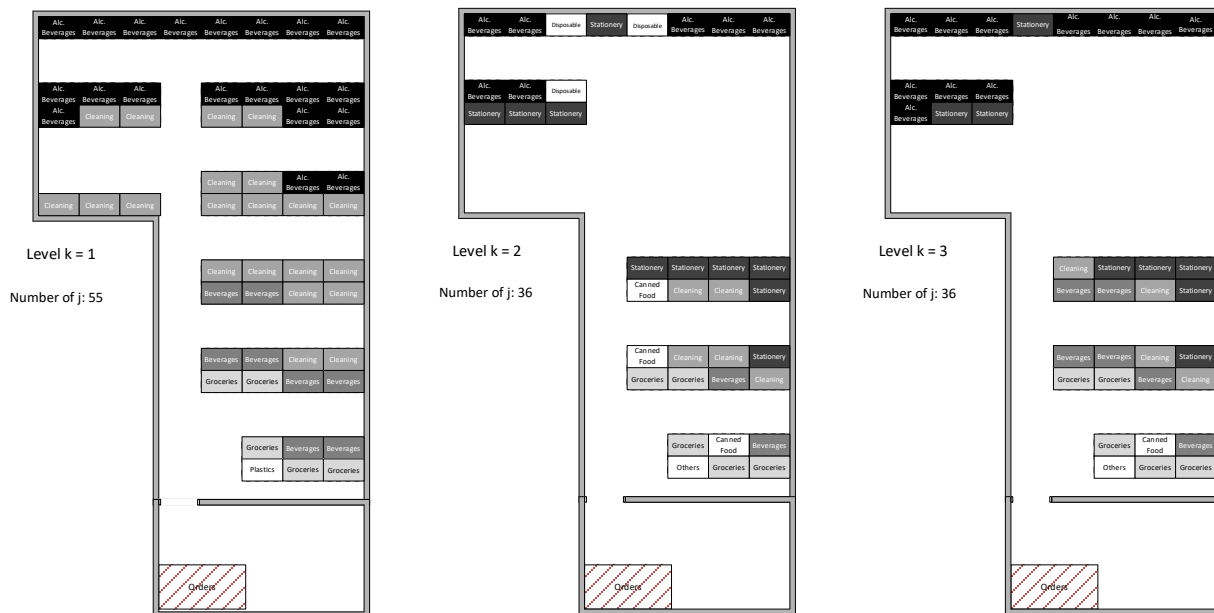 Alc. Alc. Alc. Alc. Alc. Alc. Alc. Alc.
Beverages Beverages Beverages Beverages Beverages Beverages Beverages Beverages
Alc. Alc. Alc. Alc. Alc. Alc. Alc.
Beverages Beverages Beverages Beverages Beverages Beverages Beverages
Alc. Alc. Alc.
Beverages Cleaning Cleaning Cleaning Cleaning Beverages Beverages
Cleaning Cleaning Alc. Alc.
Beverages Beverages
Cleaning Cleaning Cleaning Cleaning Cleaning Cleaning Cleaning
Level k = 1
Cleaning Cleaning Cleaning Cleaning
Number of j: 55
Beverages Beverages Cleaning Cleaning
Beverages Beverages Cleaning Cleaning
Groceries Groceries Beverages Beverages
Groceries Beverages Beverages
Plastics Groceries Groceries
Orders
Alc. Alc. Disposable Stationery Disposable Alc. Alc. Alc.
Beverages Beverages Beverages Beverages Beverages
Alc. Alc. Disposable
Beverages Beverages
Stationery Stationery Stationery
Level k = 2
Stationery Stationery Stationery Stationery
Number of j: 36
Canned Cleaning Cleaning Stationery
Food
Canned Cleaning Cleaning Stationery
Food
Groceries Groceries Beverages Cleaning
Groceries Canned Beverages
Food
Others Groceries Groceries
Orders
Alc. Alc. Alc. Stationery Alc. Alc. Alc. Alc.
Beverages Beverages Beverages Beverages Beverages Beverages Beverages
Alc. Alc. Alc.
Beverages Beverages Beverages
Alc. Stationery Stationery
Beverages
Level k = 3
Cleaning Stationery Stationery Stationery
Number of j: 36
Beverages Beverages Cleaning Stationery
Beverages Beverages Cleaning Stationery
Groceries Groceries Beverages Cleaning
Groceries Canned Beverages
Food
Others Groceries Groceries
Orders